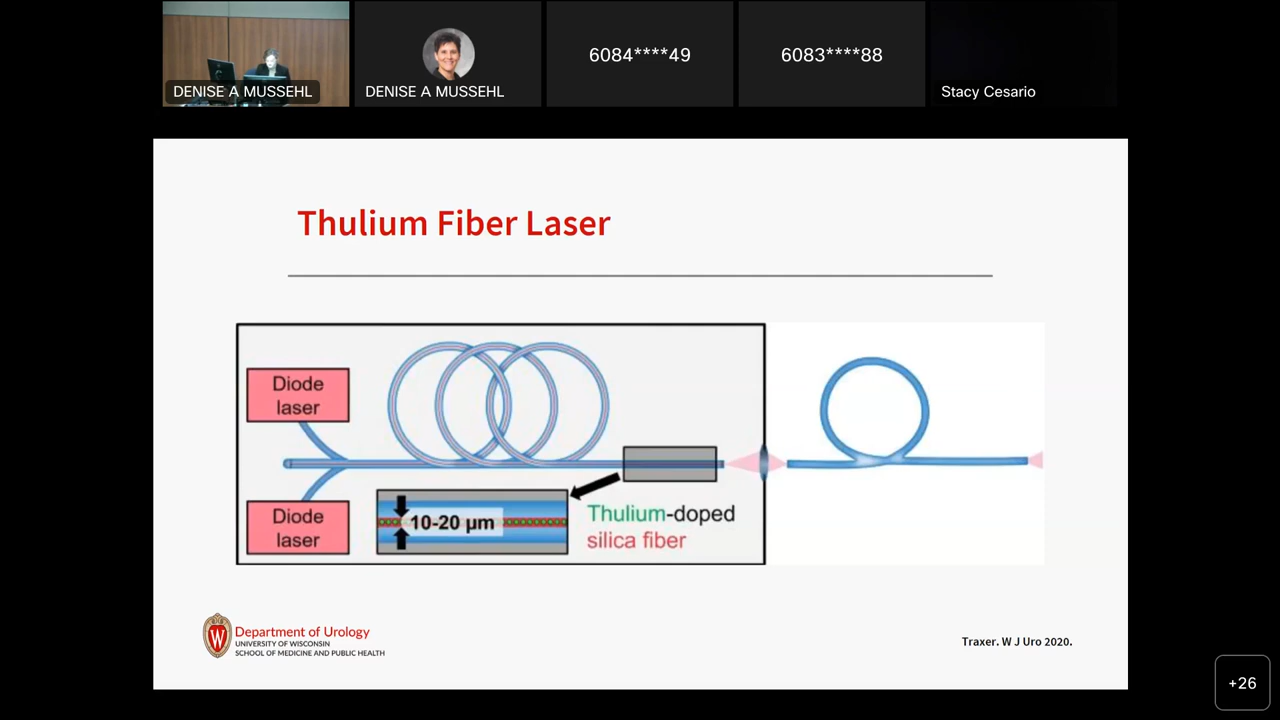 DENISE A MUSSEHL
DENISE A MUSSEHL
6084****49
6083****88
Stacy Cesario
Thulium Fiber Laser
Diode
laser
Diode
laser
10-20 µm
Thulium-doped
silica fiber
W
Department of Urology
UNIVERSITY OF WISCONSIN
SCHOOL OF MEDICINE AND PUBLIC HEALTH
Traxer. W J Uro 2020.
+26